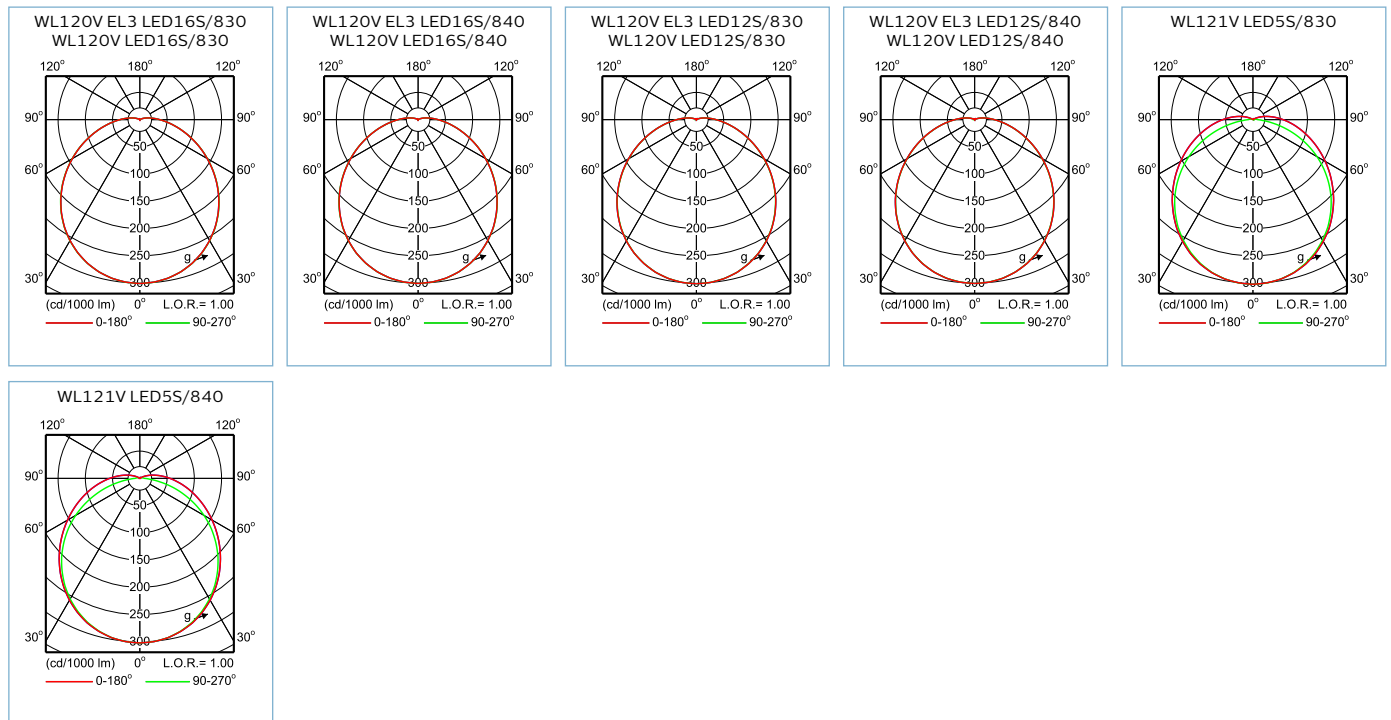 WL120V EL3 LED16S/830
WL120V LED16S/830
120° 180° 120°
90° 90°
50
60° 100 60°
150
200
250
g
30° 300 30°
(cd/1000 lm) 0° L.O.R.= 1.00
0-180° 90-270°
WL120V EL3 LED16S/840
WL120V LED16S/840
120° 180° 120°
90° 90°
50
60° 100 60°
150
200
250
g
30° 300 30°
(cd/1000 lm) 0° L.O.R.= 1.00
0-180° 90-270°
WL120V EL3 LED12S/830
WL120V LED12S/830
120° 180° 120°
90° 90°
50
60° 100 60°
150
200
250
g
30° 300 30°
(cd/1000 lm) 0° L.O.R.= 1.00
0-180° 90-270°
WL120V EL3 LED12S/840
WL120V LED12S/840
120° 180° 120°
90° 90°
50
60° 100 60°
150
200
250
g
30° 300 30°
(cd/1000 lm) 0° L.O.R.= 1.00
0-180° 90-270°
WL121V LED5S/830
120° 180° 120°
90° 90°
50
60° 100 60°
150
200
250
g
30° 300 30°
(cd/1000 lm) 0° L.O.R.= 1.00
0-180° 90-270°
WL121V LED5S/840
120° 180° 120°
90° 90°
50
60° 100 60°
150
200
250
g
30° 300 30°
(cd/1000 lm) 0° L.O.R.= 1.00
0-180° 90-270°